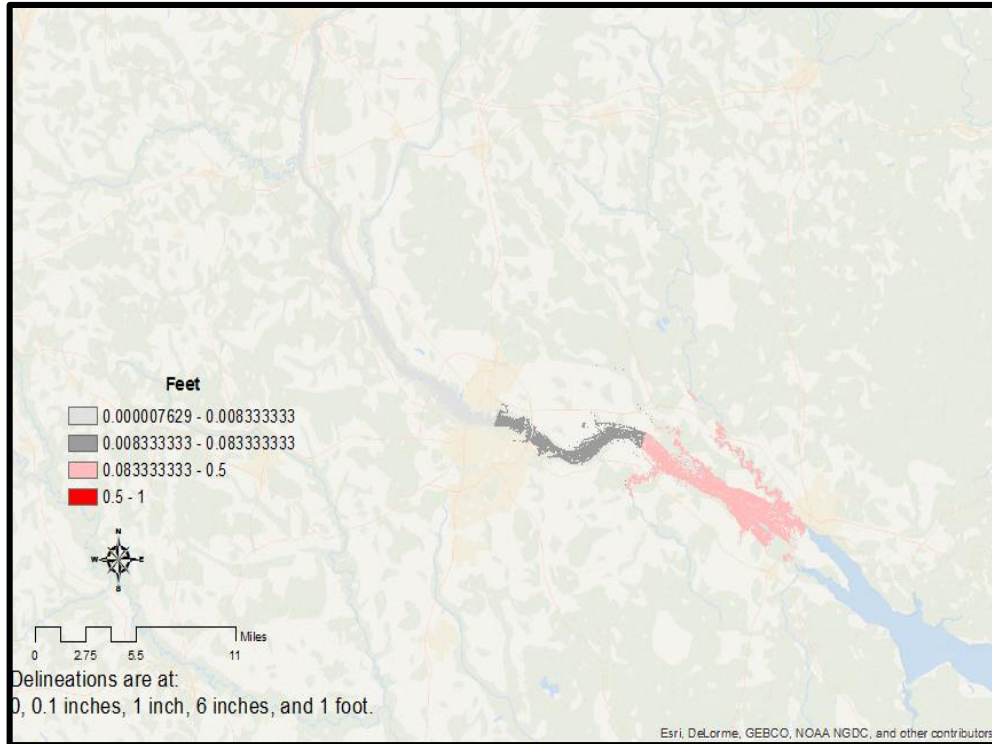 Feet
0.000007629 - 0.008333333
0.008333333 - 0.083333333
0.083333333 - 0.5
0.5 - 1
N
W E
S
Miles
0 2.75 5.5 11
Delineations are at:
0, 0.1 inches, 1 inch, 6 inches, and 1 foot.
Esri, DeLorme, GEBCO, NOAA NGDC, and other contributors